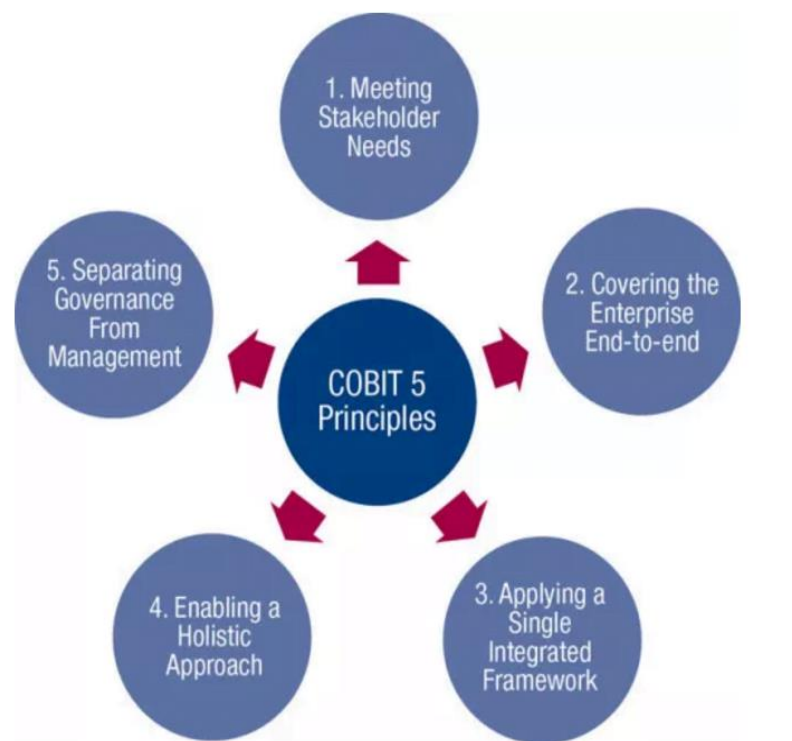 1. Meeting
Stakeholder
Needs
2. Covering the
Enterprise
End-to-end
3. Applying a
Single
Integrated
Framework
4. Enabling a
Holistic
Approach
5. Separating
Governance
From
Management
COBIT 5
Principles